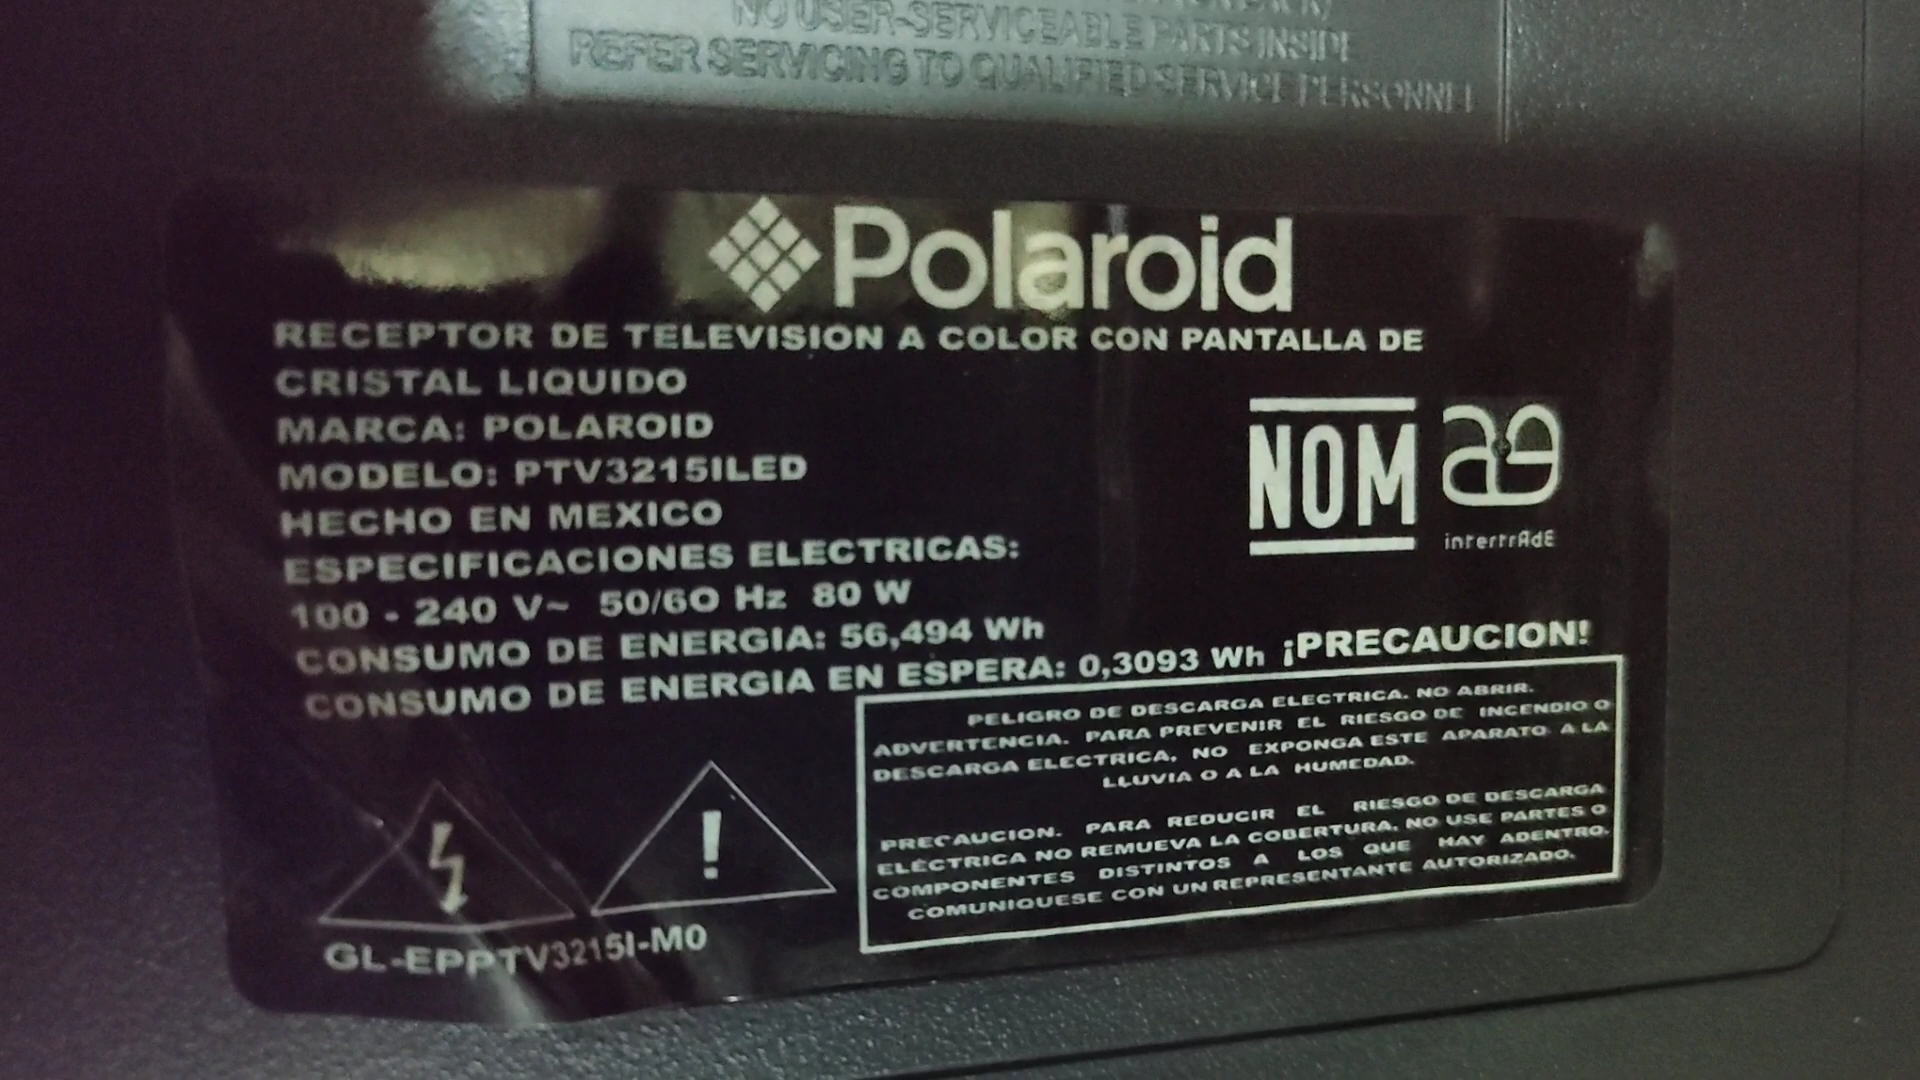 NO USER-SERVICEABLE PARTS INSIDE
REFER SERVICING TO QUALIFIED SERVICE PERSONNEL
Polaroid
RECEPTOR DE TELEVISION A COLOR CON PANTALLA DE
CRISTAL LIQUIDO
MARCA: POLAROID
MODELO: PTV3215ILED
HECHO EN MEXICO
ESPECIFICACIONES ELECTRICAS:
100 - 240 V~ 50/60 Hz 80 W
CONSUMO DE ENERGIA: 56,494 Wh
CONSUMO DE ENERGIA EN ESPERA: 0,3093 Wh
NOM
intertrAdE
¡PRECAUCION!
PELIGRO DE DESCARGA ELECTRICA. NO ABRIR.
ADVERTENCIA. PARA PREVENIR EL RIESGO DE INCENDIO O
DESCARGA ELECTRICA, NO EXPONGA ESTE APARATO A LA
LLUVIA O A LA HUMEDAD.
PRECAUCION. PARA REDUCIR EL RIESGO DE DESCARGA
ELÉCTRICA NO REMUEVA LA COBERTURA, NO USE PARTES O
COMPONENTES DISTINTOS A LOS QUE HAY ADENTRO.
COMUNIQUESE CON UN REPRESENTANTE AUTORIZADO.
!
GL-EPPTV3215I-M0